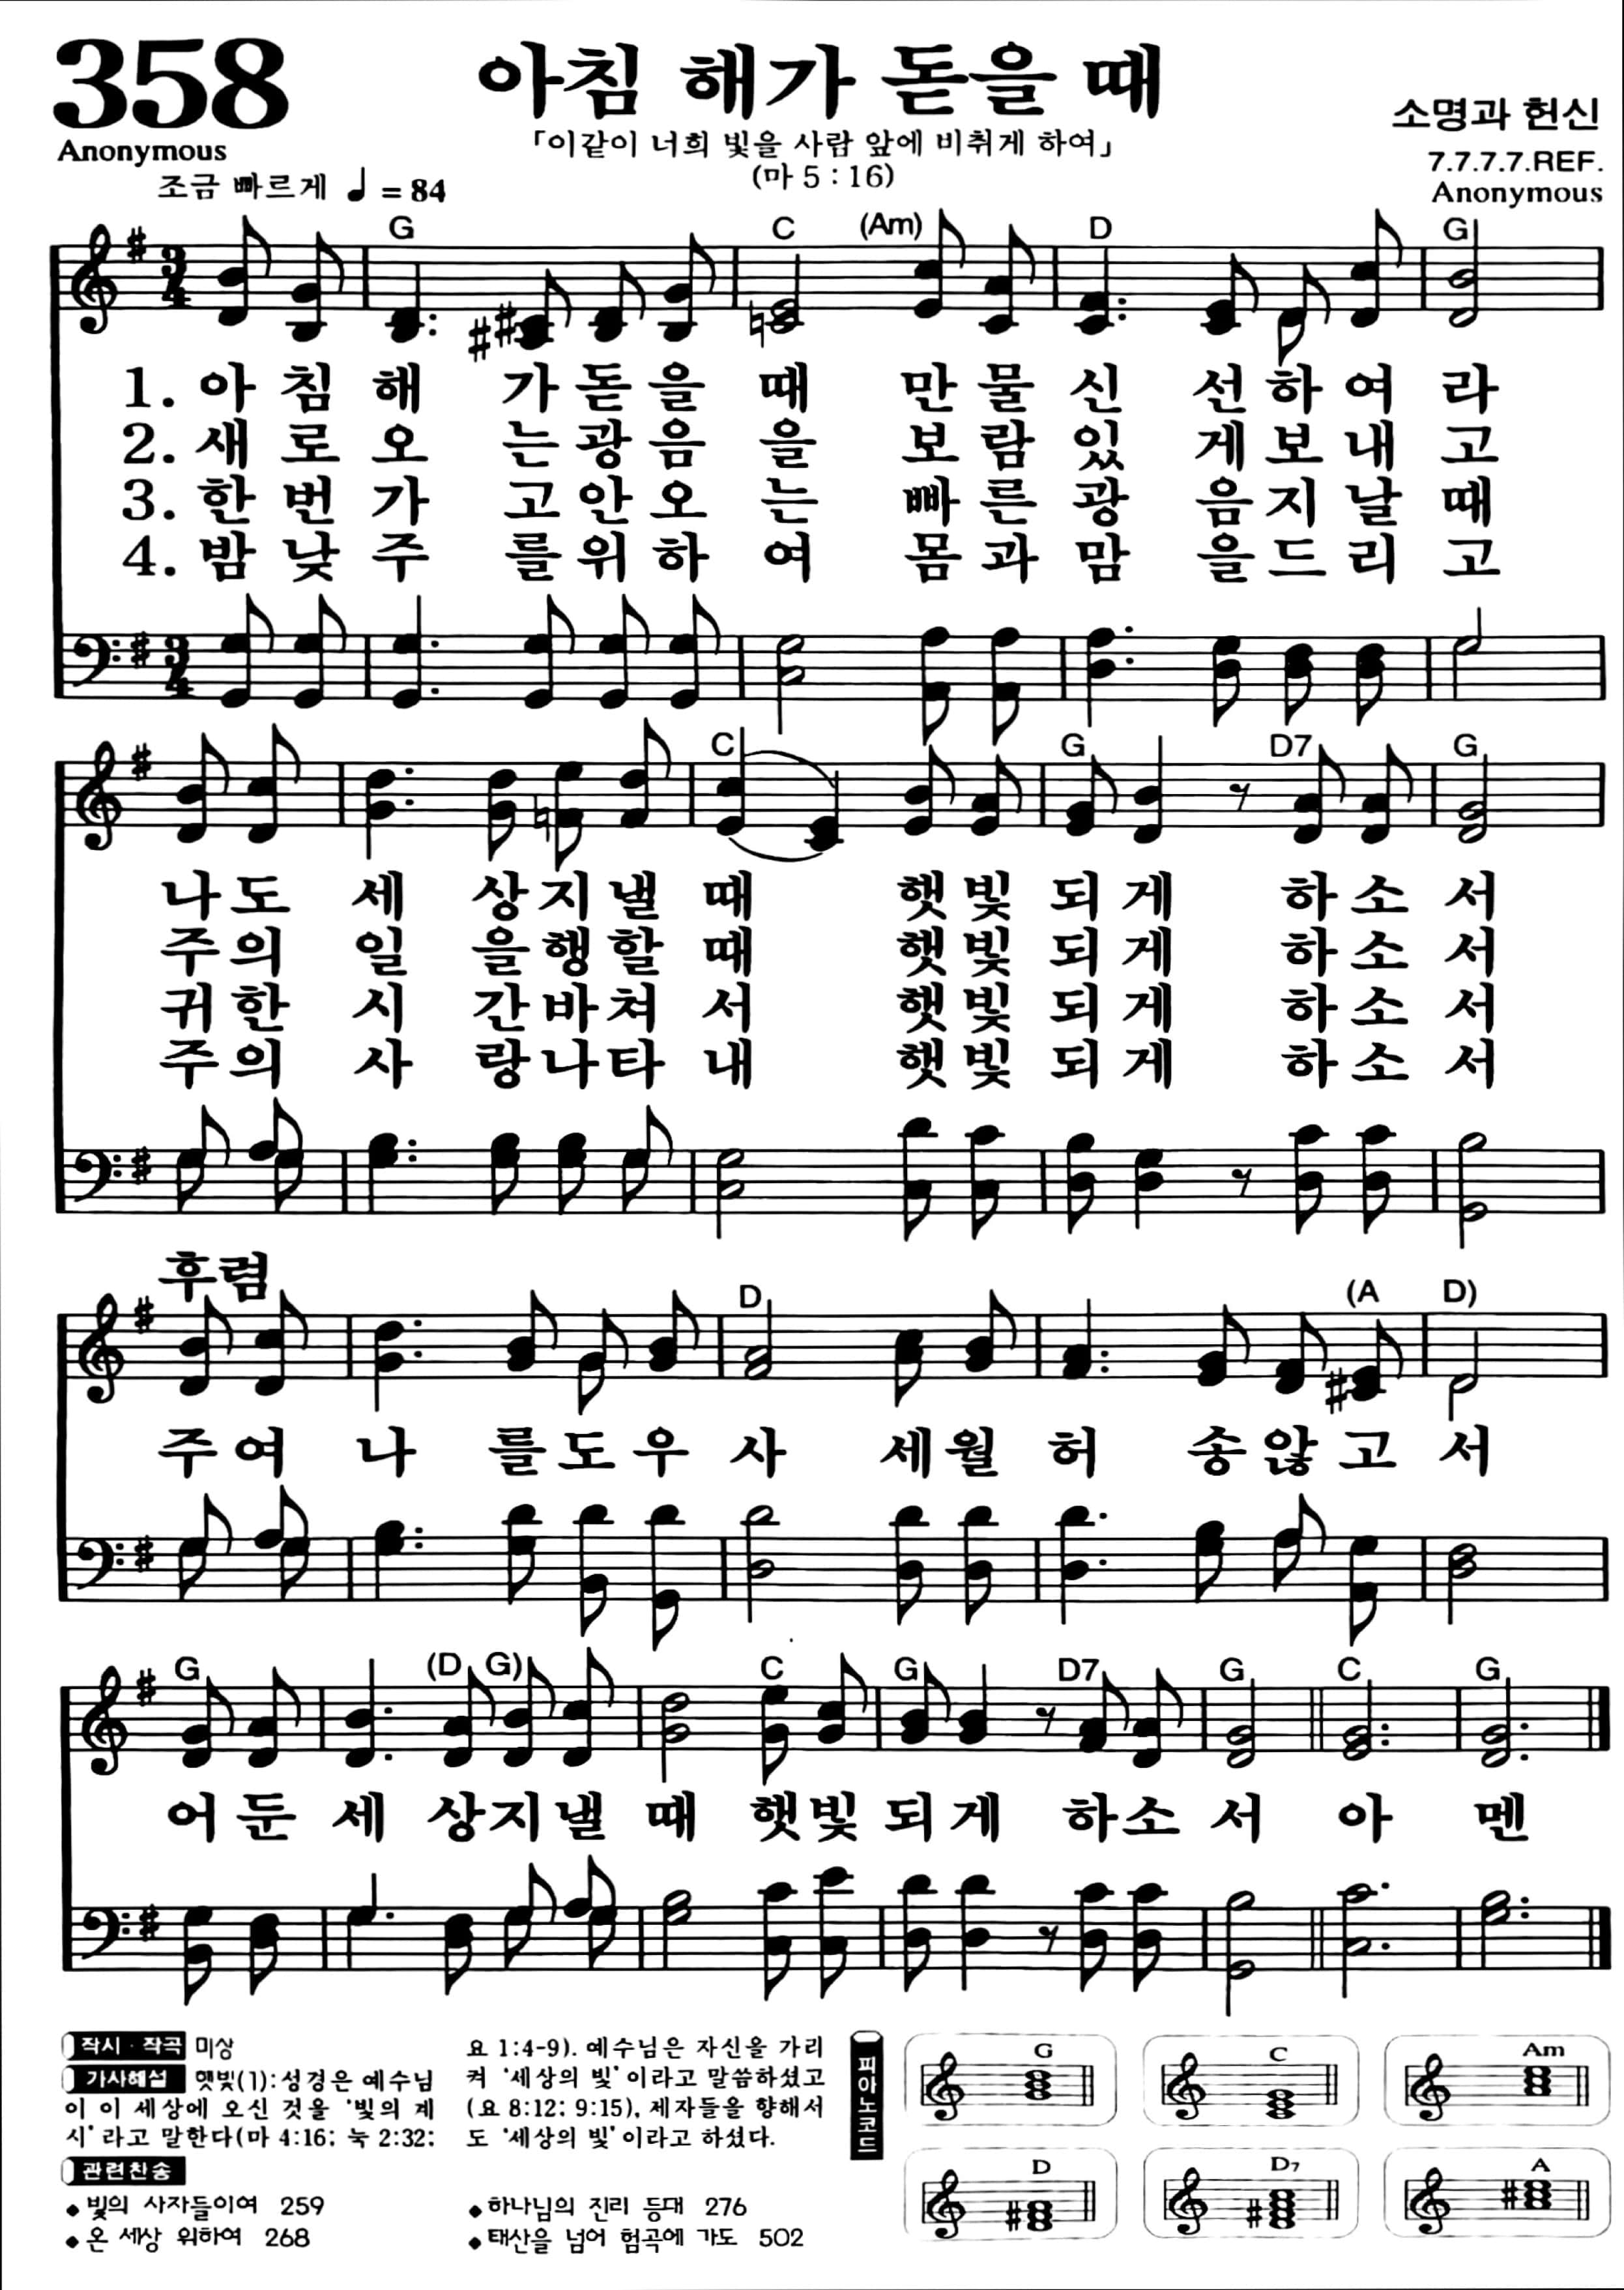 358
아침 해가 돋을 때
소명과 헌신
「이같이 너희 빛을 사람 앞에 비취게 하여」
Anonymous
(마 5 : 16)
7.7.7.7.REF.
조금 빠르게 ♩ = 84
Anonymous
G C (Am) D G
1. 아 침 해 가 돋 을 때 만 물 신 선 하 여 라
2. 새 로 오 는 광 음 을 보 람 있 게 보 내 고
3. 한 번 가 고 안 오 는 빠 른 광 음 지 날 때
4. 밤 낮 주 를 위 하 여 몸 과 맘 을 드 리 고
C G D7 G
나 도 세 상 지 낼 때 햇 빛 되 게 하 소 서
주 의 일 을 행 할 때 햇 빛 되 게 하 소 서
귀 한 시 간 바 쳐 서 햇 빛 되 게 하 소 서
주 의 사 랑 나 타 내 햇 빛 되 게 하 소 서
후렴
D (A D)
주 여 나 를 도 우 사 세 월 허 송 않 고 서
G (D G) C G D7 G C G
어 둔 세 상 지 낼 때 햇 빛 되 게 하 소 서 아 멘
작시 · 작곡 미상
가사해설 햇빛(1):성경은 예수님
이 이 세상에 오신 것을 '빛의 계
시'라고 말한다(마 4:16; 눅 2:32;
요 1:4-9). 예수님은 자신을 가리
켜 '세상의 빛'이라고 말씀하셨고
(요 8:12; 9:15), 제자들을 향해서
도 '세상의 빛'이라고 하셨다.
관련찬송
◆빛의 사자들이여 259
◆온 세상 위하여 268
◆하나님의 진리 등대 276
◆태산을 넘어 험곡에 가도 502
피아노코드
G C Am
D D7 A